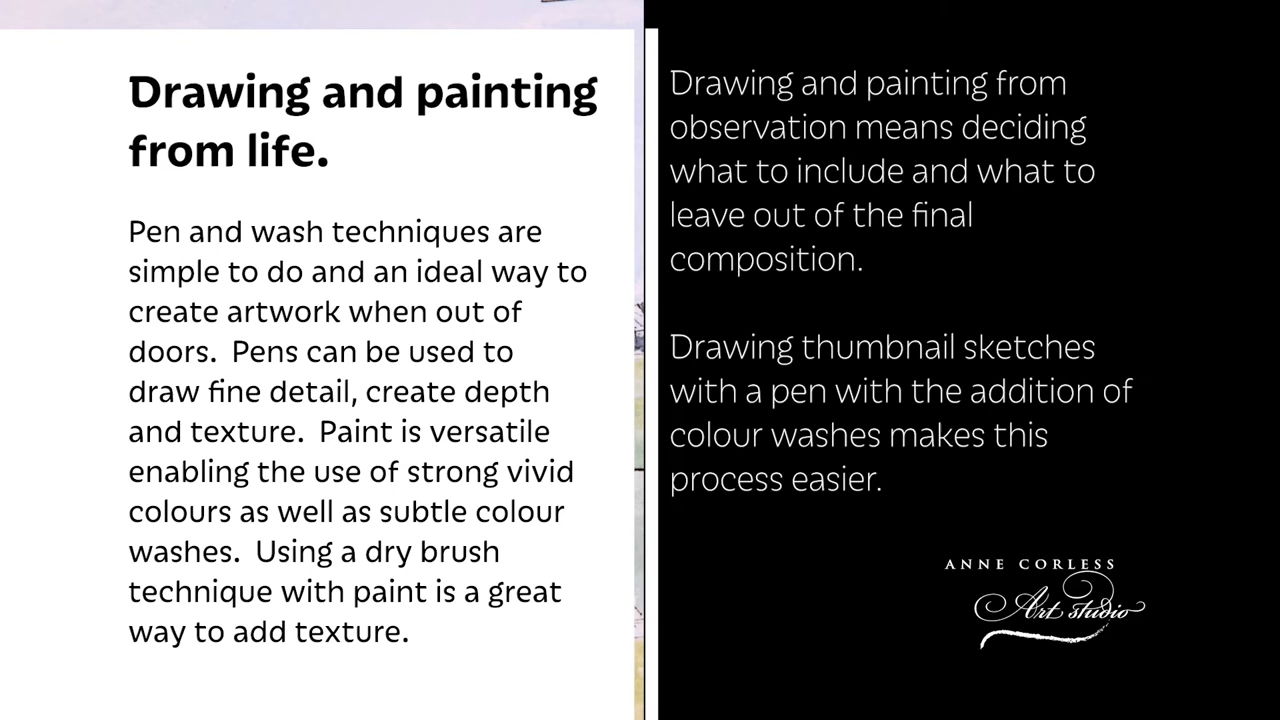 Drawing and painting
from life.
Pen and wash techniques are
simple to do and an ideal way to
create artwork when out of
doors.  Pens can be used to
draw fine detail, create depth
and texture.  Paint is versatile
enabling the use of strong vivid
colours as well as subtle colour
washes.  Using a dry brush
technique with paint is a great
way to add texture.
Drawing and painting from
observation means deciding
what to include and what to
leave out of the final
composition.
Drawing thumbnail sketches
with a pen with the addition of
colour washes makes this
process easier.
ANNE CORLESS
Art studio